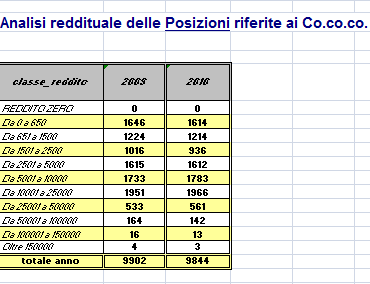 Analisi reddituale delle Posizioni riferite ai Co.co.co.
classe_reddito 2009 2010
REDDITO ZERO 0 0
Da 0 a 650 1646 1614
Da 651 a 1500 1224 1214
Da 1501 a 2500 1016 936
Da 2501 a 5000 1615 1612
Da 5001 a 10000 1733 1783
Da 10001 a 25000 1951 1966
Da 25001 a 50000 533 561
Da 50001 a 100000 164 142
Da 100001 a 150000 16 13
Oltre 150000 4 3
totale anno 9902 9844